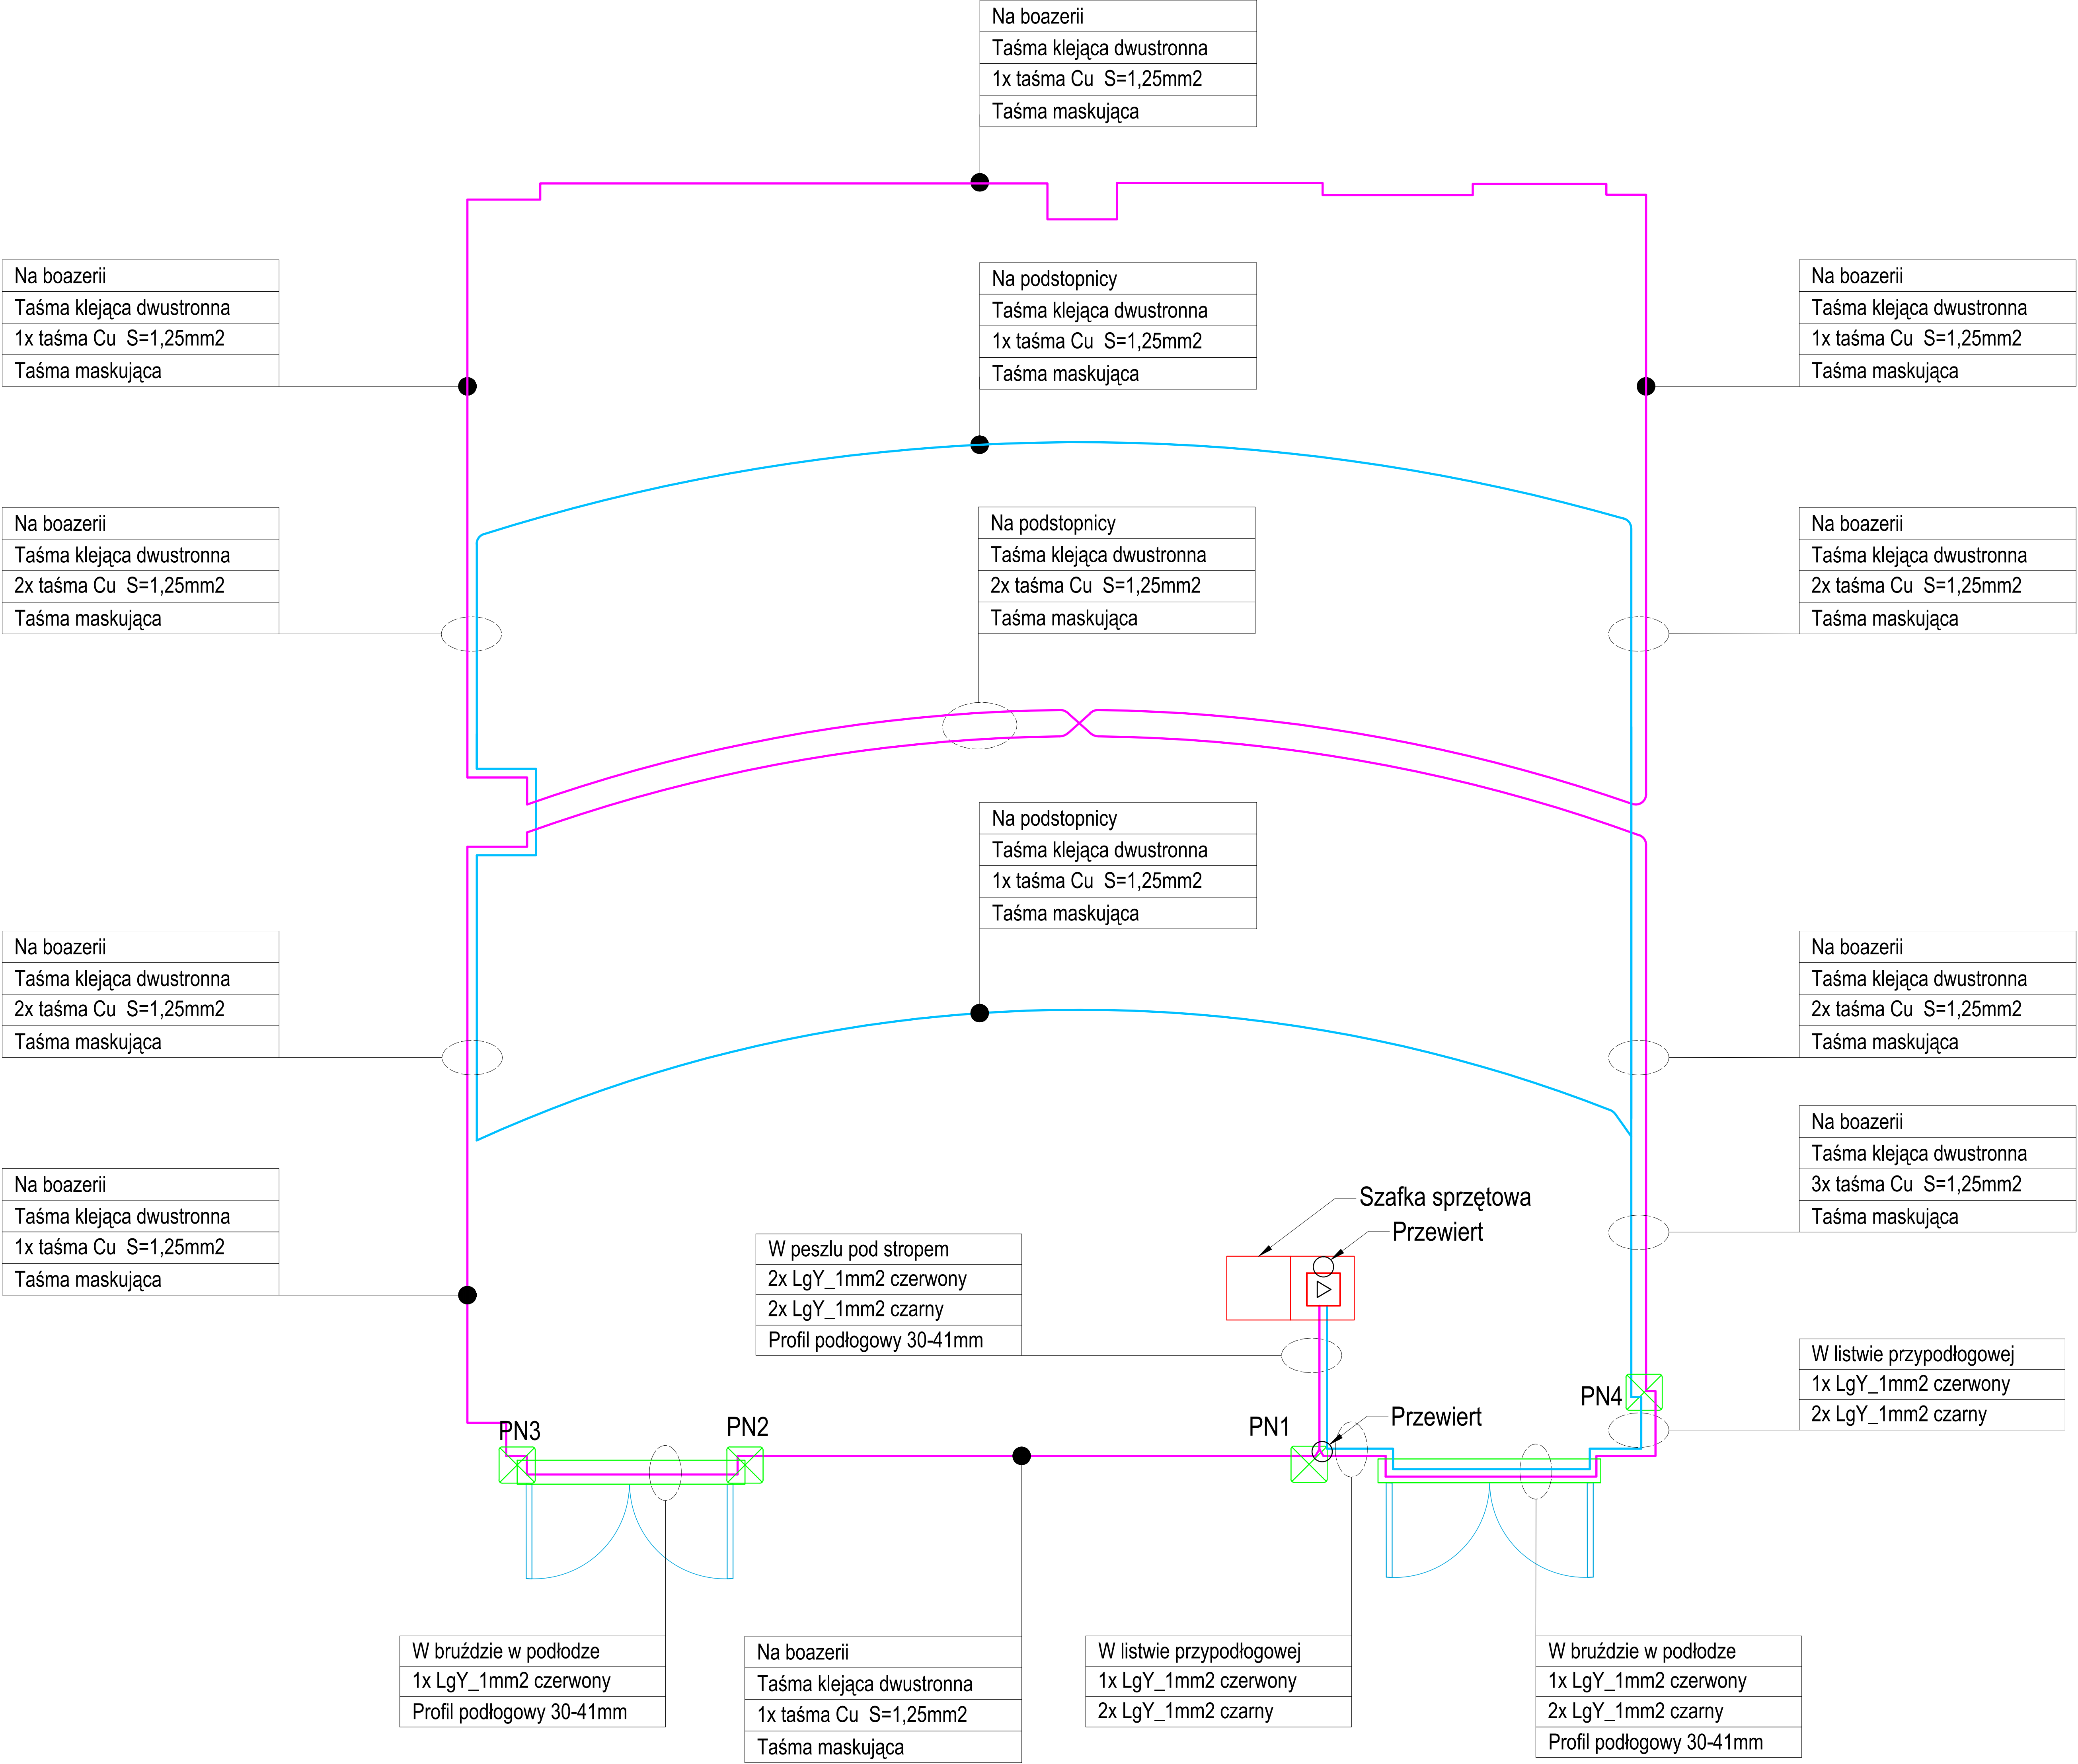 Na boazerii
Taśma klejąca dwustronna
1x taśma Cu  S=1,25mm2
Taśma maskująca
Na boazerii
Taśma klejąca dwustronna
1x taśma Cu  S=1,25mm2
Taśma maskująca
Na podstopnicy
Taśma klejąca dwustronna
1x taśma Cu  S=1,25mm2
Taśma maskująca
Na boazerii
Taśma klejąca dwustronna
1x taśma Cu  S=1,25mm2
Taśma maskująca
Na boazerii
Taśma klejąca dwustronna
2x taśma Cu  S=1,25mm2
Taśma maskująca
Na podstopnicy
Taśma klejąca dwustronna
2x taśma Cu  S=1,25mm2
Taśma maskująca
Na boazerii
Taśma klejąca dwustronna
2x taśma Cu  S=1,25mm2
Taśma maskująca
Na podstopnicy
Taśma klejąca dwustronna
1x taśma Cu  S=1,25mm2
Taśma maskująca
Na boazerii
Taśma klejąca dwustronna
2x taśma Cu  S=1,25mm2
Taśma maskująca
Na boazerii
Taśma klejąca dwustronna
2x taśma Cu  S=1,25mm2
Taśma maskująca
Na boazerii
Taśma klejąca dwustronna
3x taśma Cu  S=1,25mm2
Taśma maskująca
Na boazerii
Taśma klejąca dwustronna
1x taśma Cu  S=1,25mm2
Taśma maskująca
Szafka sprzętowa
Przewiert
W peszlu pod stropem
2x LgY_1mm2 czerwony
2x LgY_1mm2 czarny
Profil podłogowy 30-41mm
W listwie przypodłogowej
1x LgY_1mm2 czerwony
2x LgY_1mm2 czarny
PN4
PN3
PN2
PN1
Przewiert
W bruździe w podłodze
1x LgY_1mm2 czerwony
Profil podłogowy 30-41mm
Na boazerii
Taśma klejąca dwustronna
1x taśma Cu  S=1,25mm2
Taśma maskująca
W listwie przypodłogowej
1x LgY_1mm2 czerwony
2x LgY_1mm2 czarny
W bruździe w podłodze
1x LgY_1mm2 czerwony
2x LgY_1mm2 czarny
Profil podłogowy 30-41mm